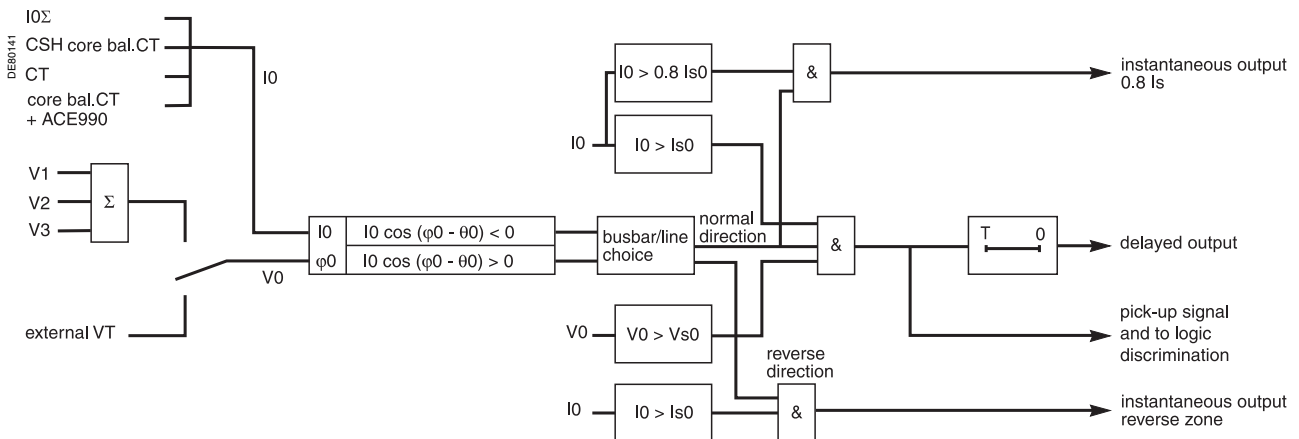 DE80141
I0Σ
CSH core bal.CT
CT
core bal.CT
+ ACE990
I0
V1
V2
V3
Σ
V0
external VT
I0
φ0
I0 cos (φ0 - θ0) < 0
I0 cos (φ0 - θ0) > 0
busbar/line
choice
normal
direction
I0
I0 > 0.8 Is0
I0 > Is0
&
instantaneous output
0.8 Is
&
T 0
delayed output
V0
V0 > Vs0
pick-up signal
and to logic
discrimination
reverse
direction
I0
I0 > Is0
&
instantaneous output
reverse zone